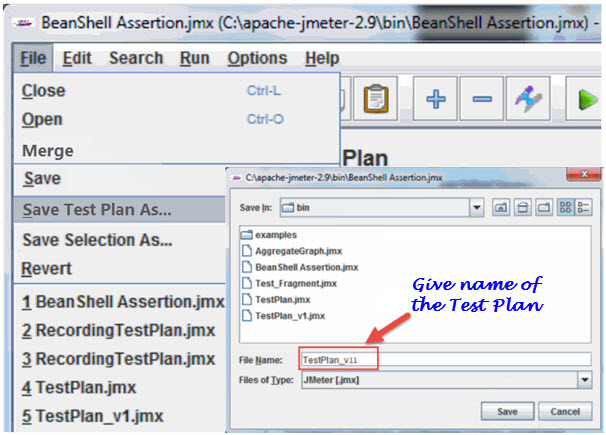 BeanShell Assertion.jmx (C:\apache-jmeter-2.9\bin\BeanShell Assertion.jmx) -
File Edit Search Run Options Help
Close Ctrl-L
Open Ctrl-O
Merge
Save
Save Test Plan As...
Save Selection As...
Revert
1 BeanShell Assertion.jmx
2 RecordingTestPlan.jmx
3 RecordingTestPlan.jmx
4 TestPlan.jmx
5 TestPlan_v1.jmx
Plan
C:\apache-jmeter-2.9\bin\BeanShell Assertion.jmx
Save In: bin
examples
AggregateGraph.jmx
BeanShell Assertion.jmx
Test_Fragment.jmx
TestPlan.jmx
TestPlan_v1.jmx
Give name of
the Test Plan
File Name: TestPlan_v11
Files of Type: JMeter [.jmx]
Save Cancel